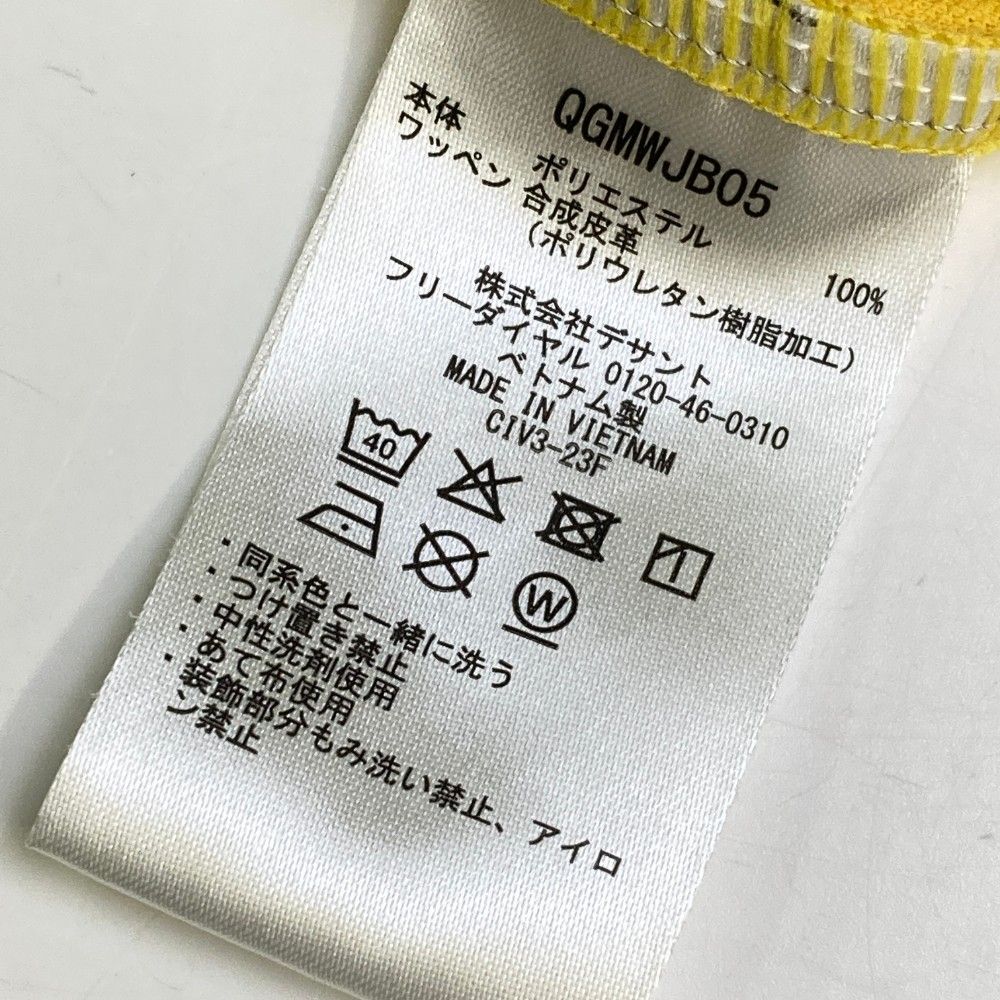 QGMWJB05
本体 ポリエステル 100%
ワッペン 合成皮革
(ポリウレタン樹脂加工)
株式会社デサント
フリーダイヤル 0120-46-0310
ベトナム製
MADE IN VIETNAM
CIV3-23F
40
W
・同系色と一緒に洗う
・つけ置き禁止
・中性洗剤使用
・あて布使用
・装飾部分もみ洗い禁止、アイロ
ン禁止